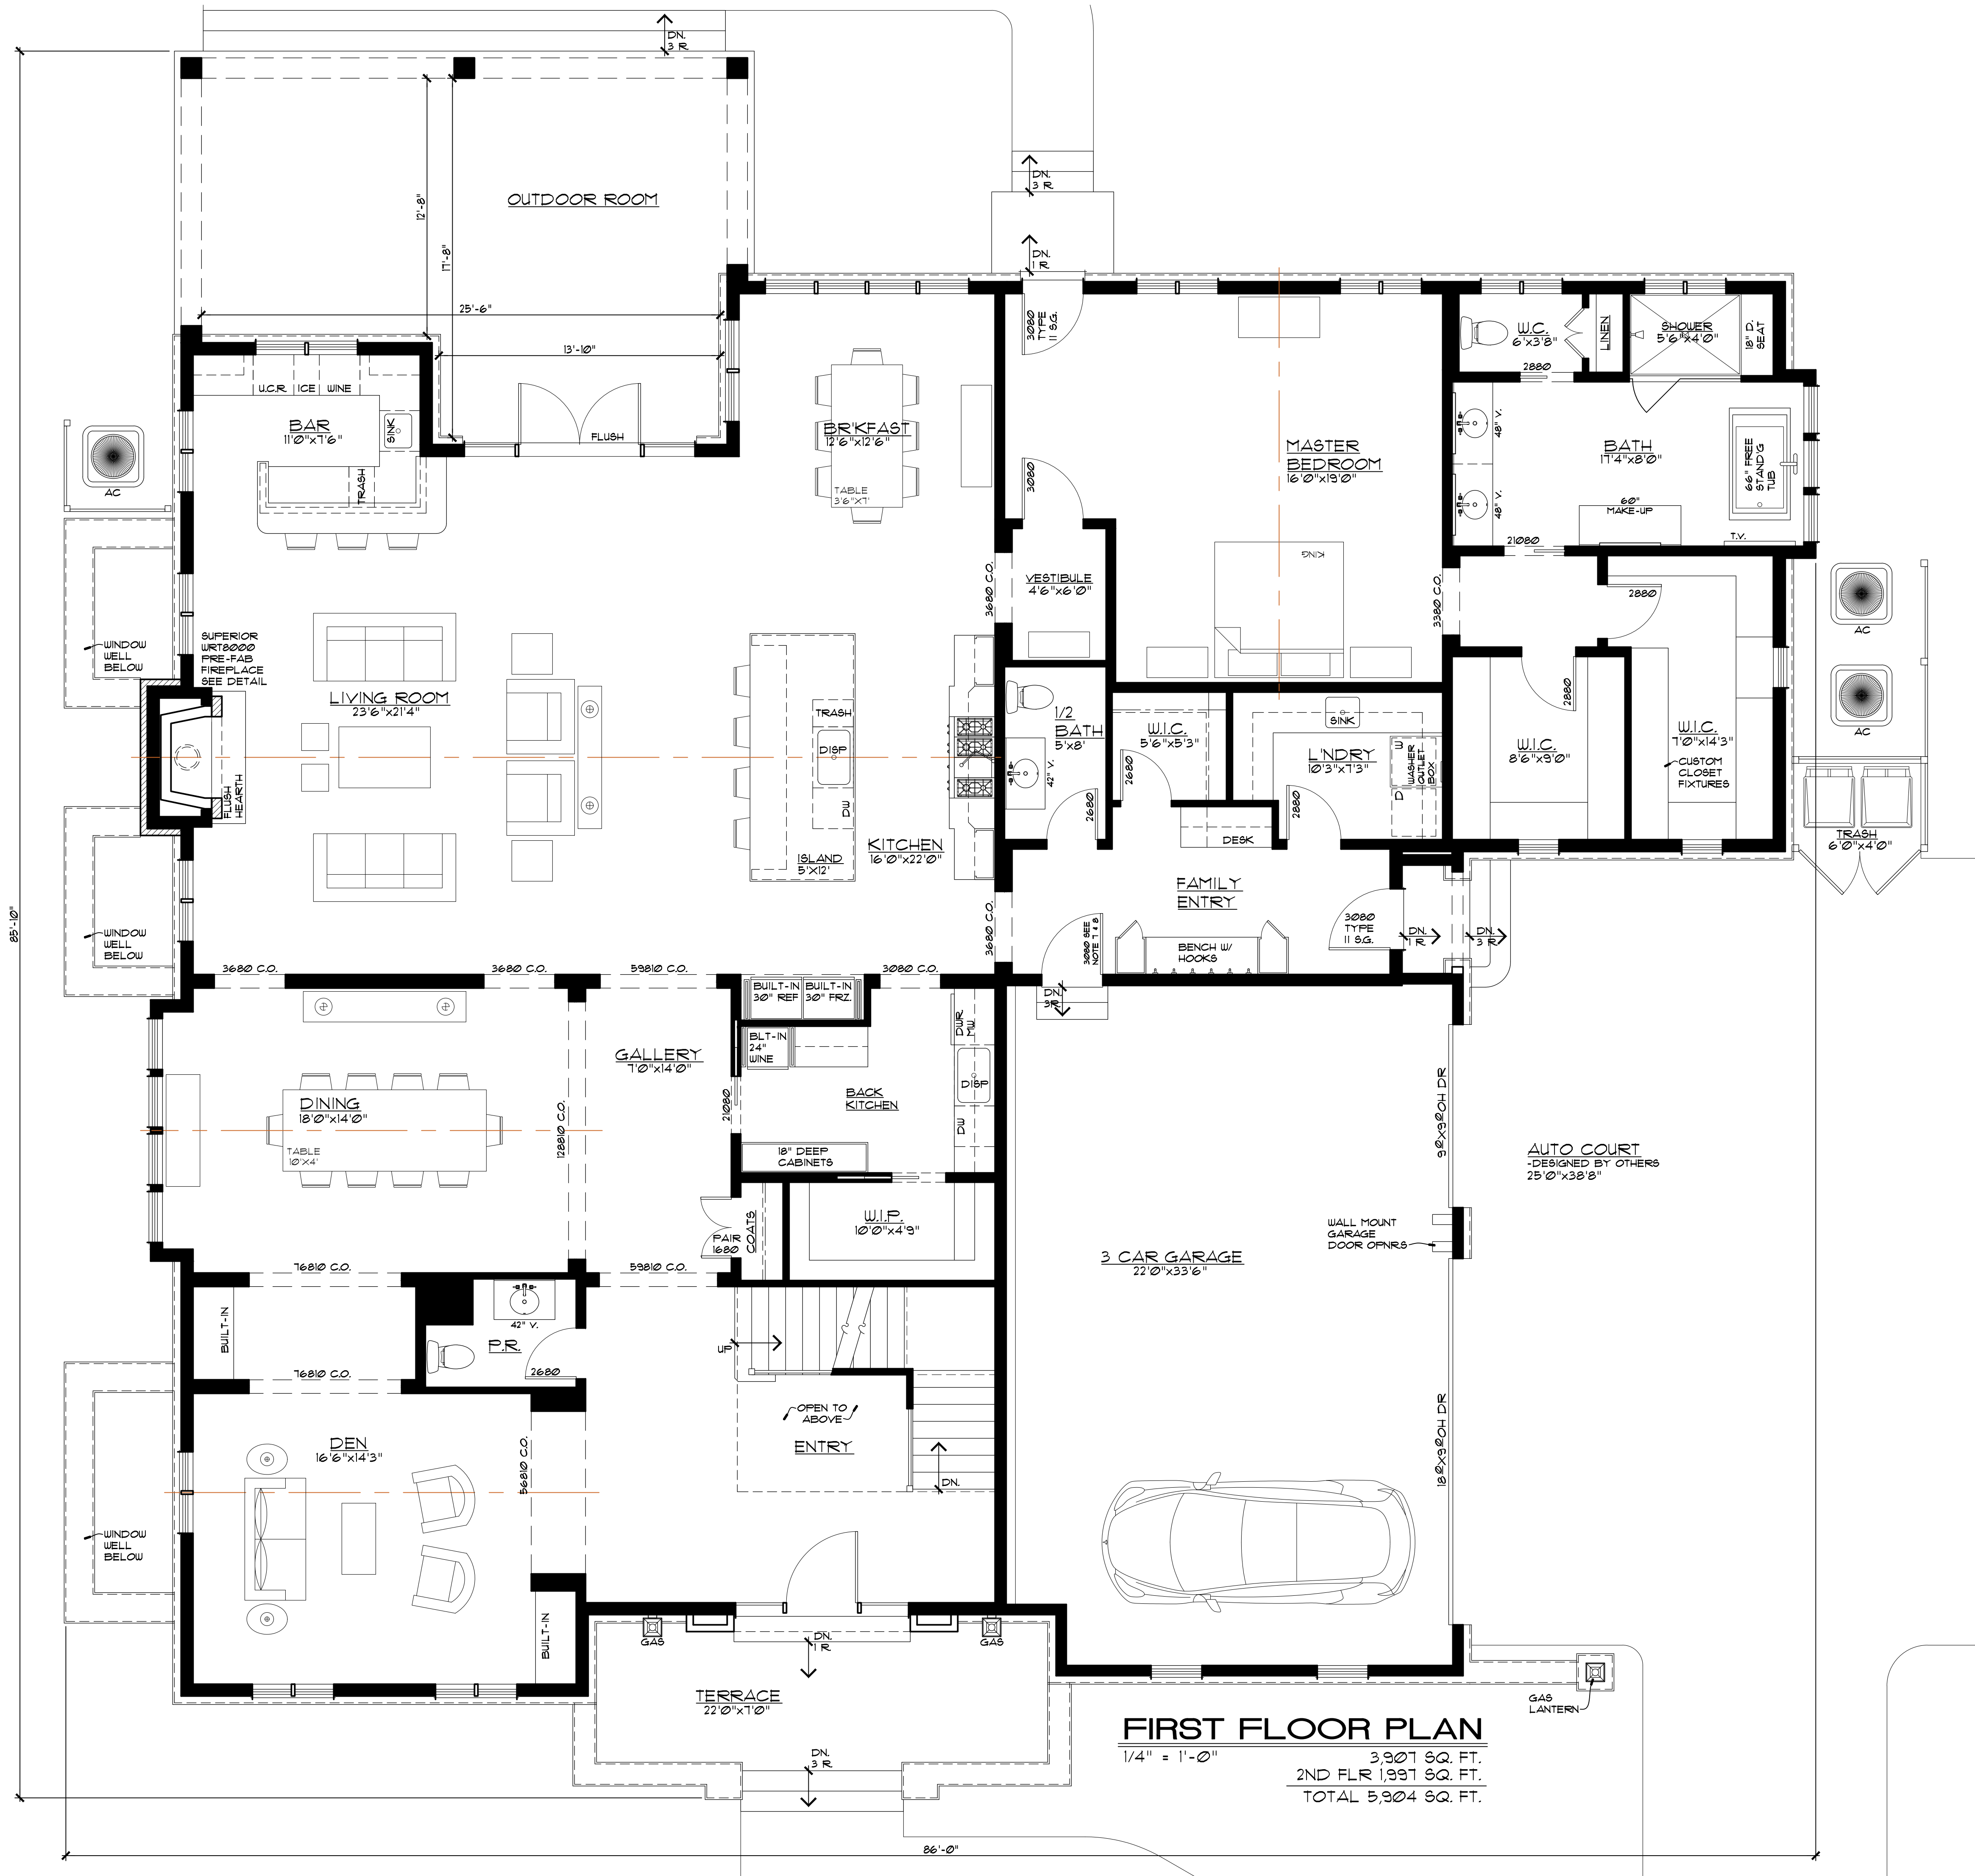 DN.
3 R.
OUTDOOR ROOM
12'-8"
17'-8"
25'-6"
13'-10"
DN.
3 R.
DN.
1 R.
3080
TYPE
11 S.G.
U.C.R.
ICE
WINE
BAR
11'0"x7'6"
SINK
TRASH
FLUSH
BR'KFAST
12'6"x12'6"
TABLE
3'6"x7'
3080
MASTER
BEDROOM
16'0"x19'0"
KING
W.C.
6'x3'8"
LINEN
SHOWER
5'6"x4'0"
18" D.
SEAT
2880
48" V.
48" V.
BATH
17'4"x8'0"
66" FREE
STAND'G
TUB
60"
MAKE-UP
T.V.
21080
AC
WINDOW
WELL
BELOW
SUPERIOR
WRT8000
PRE-FAB
FIREPLACE
SEE DETAIL
LIVING ROOM
23'6"x21'4"
FLUSH
HEARTH
WINDOW
WELL
BELOW
3680 C.O.
VESTIBULE
4'6"x6'0"
3380 C.O.
2880
2880
AC
AC
TRASH
DISP
DW
ISLAND
5'X12'
KITCHEN
16'0"x22'0"
1/2
BATH
5'x8'
42" V.
2680
W.I.C.
5'6"x5'3"
2680
SINK
L'NDRY
10'3"x7'3"
W
WASHER
OUTLET
BOX
D
2880
DESK
W.I.C.
8'6"x9'0"
W.I.C.
7'0"x14'3"
CUSTOM
CLOSET
FIXTURES
TRASH
6'0"x4'0"
85'-10"
3680 C.O.
FAMILY
ENTRY
3080 SEE
NOTE 7 & 8
BENCH W/
HOOKS
3080
TYPE
11 S.G.
DN.
1 R.
DN.
3 R.
3680 C.O.
3680 C.O.
59810 C.O.
3080 C.O.
BUILT-IN
30" REF
BUILT-IN
30" FRZ.
DN.
3R.
BLT-IN
24"
WINE
DWR.
MW.
DISP
DW
GALLERY
7'0"x14'0"
21080
BACK
KITCHEN
18" DEEP
CABINETS
DINING
18'0"x14'0"
TABLE
10'X4'
128810 C.O.
9'0X9'0OH DR
AUTO COURT
-DESIGNED BY OTHERS
25'0"x38'8"
WALL MOUNT
GARAGE
DOOR OPNRS
PAIR
1680
COATS
W.I.P.
10'0"x4'9"
3 CAR GARAGE
22'0"x33'6"
76810 C.O.
59810 C.O.
BUILT-IN
42" V.
P.R.
2680
UP
76810 C.O.
OPEN TO
ABOVE
ENTRY
DN.
18'0X9'0OH DR
DEN
16'6"x14'3"
56810 C.O.
WINDOW
WELL
BELOW
BUILT-IN
GAS
DN.
1 R.
GAS
TERRACE
22'0"x7'0"
DN.
3 R.
GAS
LANTERN
FIRST FLOOR PLAN
1/4" = 1'-0"
3,907 SQ. FT.
2ND FLR 1,997 SQ. FT.
TOTAL 5,904 SQ. FT.
86'-0"